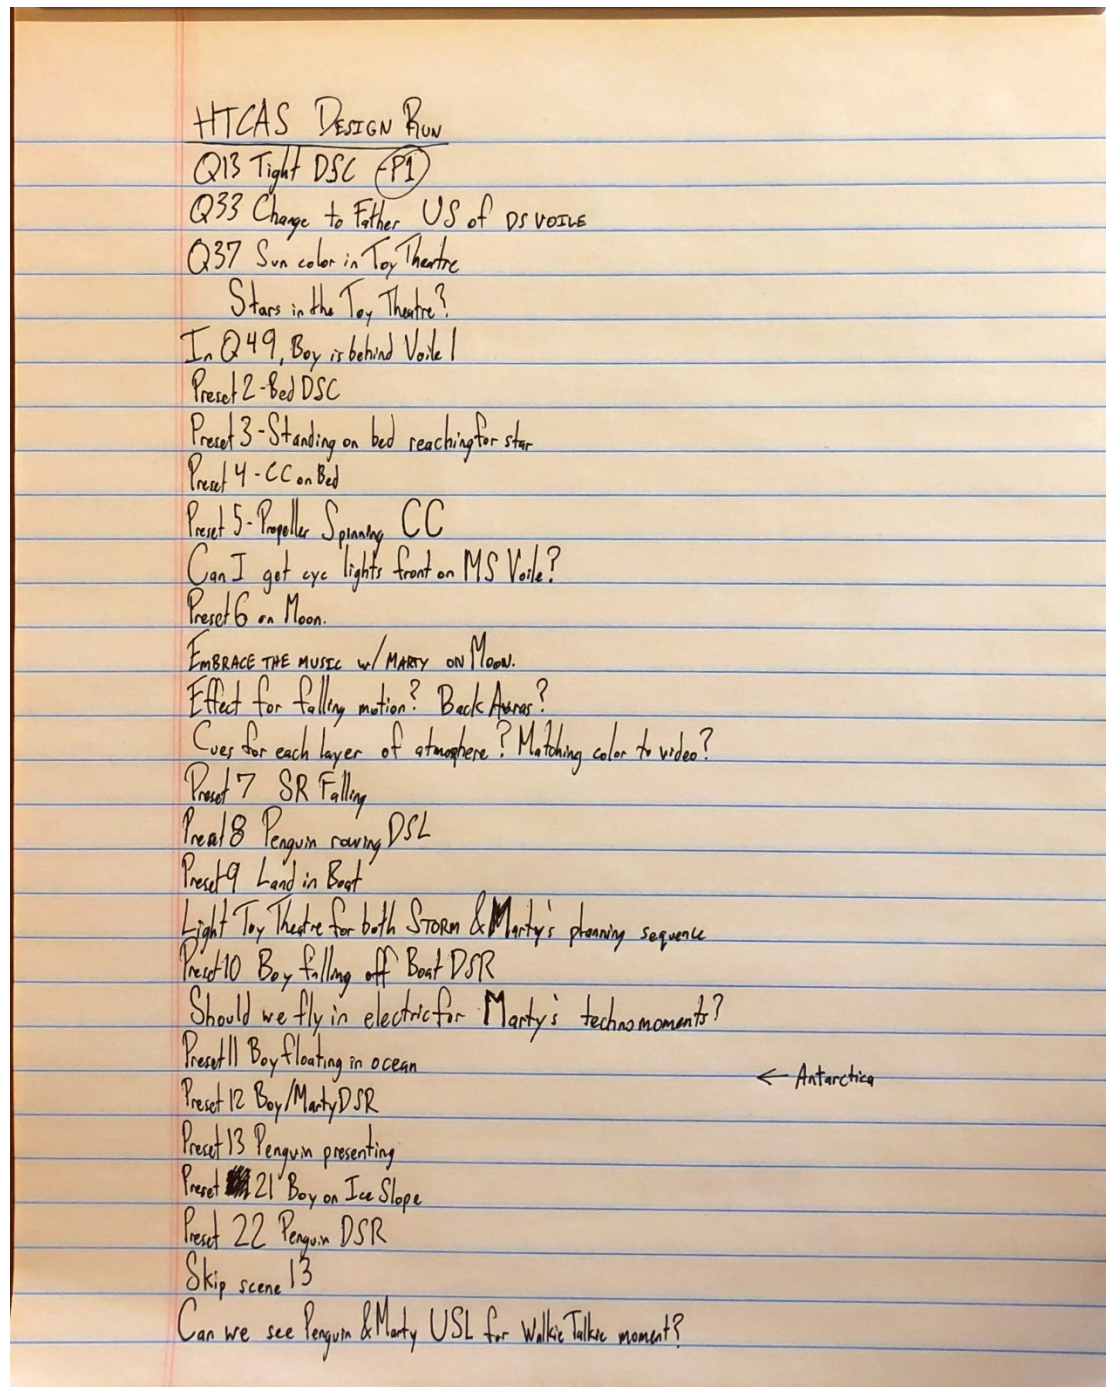 HTCAS DESIGN RUN
Q13 Tight DSC P1
Q33 Change to Father US of DS VOILE
Q37 Sun color in Toy Theatre
Stars in the Toy Theatre?
In Q49, Boy is behind Voile 1
Preset 2-Bed DSC
Preset 3-Standing on bed reaching for star
Preset 4-CC on Bed
Preset 5-Propeller Spinning CC
Can I get cyc lights front on MS Voile?
Preset 6 on Moon.
EMBRACE THE MUSIC w/ MARTY ON MOON.
Effect for falling motion? Back Auras?
Cues for each layer of atmosphere? Matching color to video?
Preset 7 SR Falling
Preset 8 Penguin rowing DSL
Preset 9 Land in Boat
Light Toy Theatre for both STORM & Marty's planning sequence
Preset 10 Boy falling off Boat DSR
Should we fly in electric for Marty's techno moments?
Preset 11 Boy floating in ocean
← Antarctica
Preset 12 Boy/Marty DSR
Preset 13 Penguin presenting
Preset 21 Boy on Ice Slope
Preset 22 Penguin DSR
Skip scene 13
Can we see Penguin & Marty USL for Walkie Talkie moment?